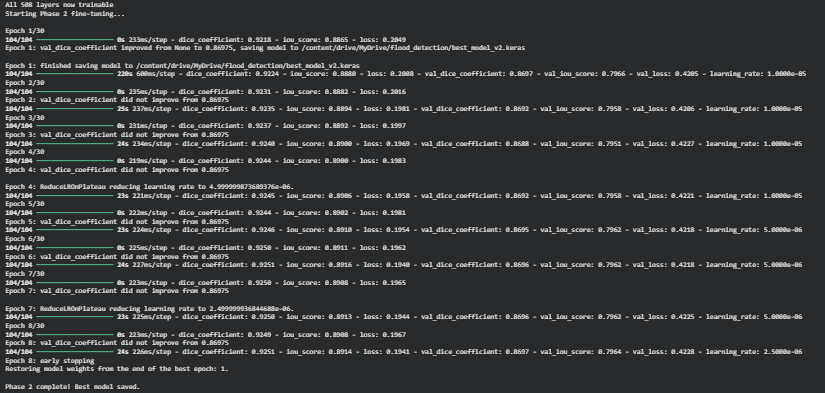 All 508 layers now trainable
Starting Phase 2 fine-tuning...
Epoch 1/30
104/104 ━━━━━━━━━━━━━━━━━━━━ 0s 233ms/step - dice_coefficient: 0.9218 - iou_score: 0.8865 - loss: 0.2049
Epoch 1: val_dice_coefficient improved from None to 0.86975, saving model to /content/drive/MyDrive/flood_detection/best_model_v2.keras
Epoch 1: finished saving model to /content/drive/MyDrive/flood_detection/best_model_v2.keras
104/104 ━━━━━━━━━━━━━━━━━━━━ 220s 600ms/step - dice_coefficient: 0.9224 - iou_score: 0.8880 - loss: 0.2008 - val_dice_coefficient: 0.8697 - val_iou_score: 0.7966 - val_loss: 0.4205 - learning_rate: 1.0000e-05
Epoch 2/30
104/104 ━━━━━━━━━━━━━━━━━━━━ 0s 235ms/step - dice_coefficient: 0.9231 - iou_score: 0.8882 - loss: 0.2016
Epoch 2: val_dice_coefficient did not improve from 0.86975
104/104 ━━━━━━━━━━━━━━━━━━━━ 25s 237ms/step - dice_coefficient: 0.9235 - iou_score: 0.8894 - loss: 0.1981 - val_dice_coefficient: 0.8692 - val_iou_score: 0.7958 - val_loss: 0.4206 - learning_rate: 1.0000e-05
Epoch 3/30
104/104 ━━━━━━━━━━━━━━━━━━━━ 0s 231ms/step - dice_coefficient: 0.9237 - iou_score: 0.8892 - loss: 0.1997
Epoch 3: val_dice_coefficient did not improve from 0.86975
104/104 ━━━━━━━━━━━━━━━━━━━━ 24s 234ms/step - dice_coefficient: 0.9240 - iou_score: 0.8900 - loss: 0.1969 - val_dice_coefficient: 0.8688 - val_iou_score: 0.7951 - val_loss: 0.4227 - learning_rate: 1.0000e-05
Epoch 4/30
104/104 ━━━━━━━━━━━━━━━━━━━━ 0s 219ms/step - dice_coefficient: 0.9244 - iou_score: 0.8900 - loss: 0.1983
Epoch 4: val_dice_coefficient did not improve from 0.86975
Epoch 4: ReduceLROnPlateau reducing learning rate to 4.999999873689376e-06.
104/104 ━━━━━━━━━━━━━━━━━━━━ 23s 221ms/step - dice_coefficient: 0.9245 - iou_score: 0.8906 - loss: 0.1958 - val_dice_coefficient: 0.8692 - val_iou_score: 0.7958 - val_loss: 0.4221 - learning_rate: 1.0000e-05
Epoch 5/30
104/104 ━━━━━━━━━━━━━━━━━━━━ 0s 222ms/step - dice_coefficient: 0.9244 - iou_score: 0.8902 - loss: 0.1981
Epoch 5: val_dice_coefficient did not improve from 0.86975
104/104 ━━━━━━━━━━━━━━━━━━━━ 23s 224ms/step - dice_coefficient: 0.9246 - iou_score: 0.8910 - loss: 0.1954 - val_dice_coefficient: 0.8695 - val_iou_score: 0.7962 - val_loss: 0.4218 - learning_rate: 5.0000e-06
Epoch 6/30
104/104 ━━━━━━━━━━━━━━━━━━━━ 0s 225ms/step - dice_coefficient: 0.9250 - iou_score: 0.8911 - loss: 0.1962
Epoch 6: val_dice_coefficient did not improve from 0.86975
104/104 ━━━━━━━━━━━━━━━━━━━━ 24s 227ms/step - dice_coefficient: 0.9251 - iou_score: 0.8916 - loss: 0.1940 - val_dice_coefficient: 0.8696 - val_iou_score: 0.7962 - val_loss: 0.4218 - learning_rate: 5.0000e-06
Epoch 7/30
104/104 ━━━━━━━━━━━━━━━━━━━━ 0s 223ms/step - dice_coefficient: 0.9250 - iou_score: 0.8908 - loss: 0.1965
Epoch 7: val_dice_coefficient did not improve from 0.86975
Epoch 7: ReduceLROnPlateau reducing learning rate to 2.499999936844688e-06.
104/104 ━━━━━━━━━━━━━━━━━━━━ 23s 225ms/step - dice_coefficient: 0.9250 - iou_score: 0.8913 - loss: 0.1944 - val_dice_coefficient: 0.8696 - val_iou_score: 0.7962 - val_loss: 0.4225 - learning_rate: 5.0000e-06
Epoch 8/30
104/104 ━━━━━━━━━━━━━━━━━━━━ 0s 223ms/step - dice_coefficient: 0.9249 - iou_score: 0.8908 - loss: 0.1967
Epoch 8: val_dice_coefficient did not improve from 0.86975
104/104 ━━━━━━━━━━━━━━━━━━━━ 24s 226ms/step - dice_coefficient: 0.9251 - iou_score: 0.8914 - loss: 0.1941 - val_dice_coefficient: 0.8697 - val_iou_score: 0.7964 - val_loss: 0.4228 - learning_rate: 2.5000e-06
Epoch 8: early stopping
Restoring model weights from the end of the best epoch: 1.
Phase 2 complete! Best model saved.